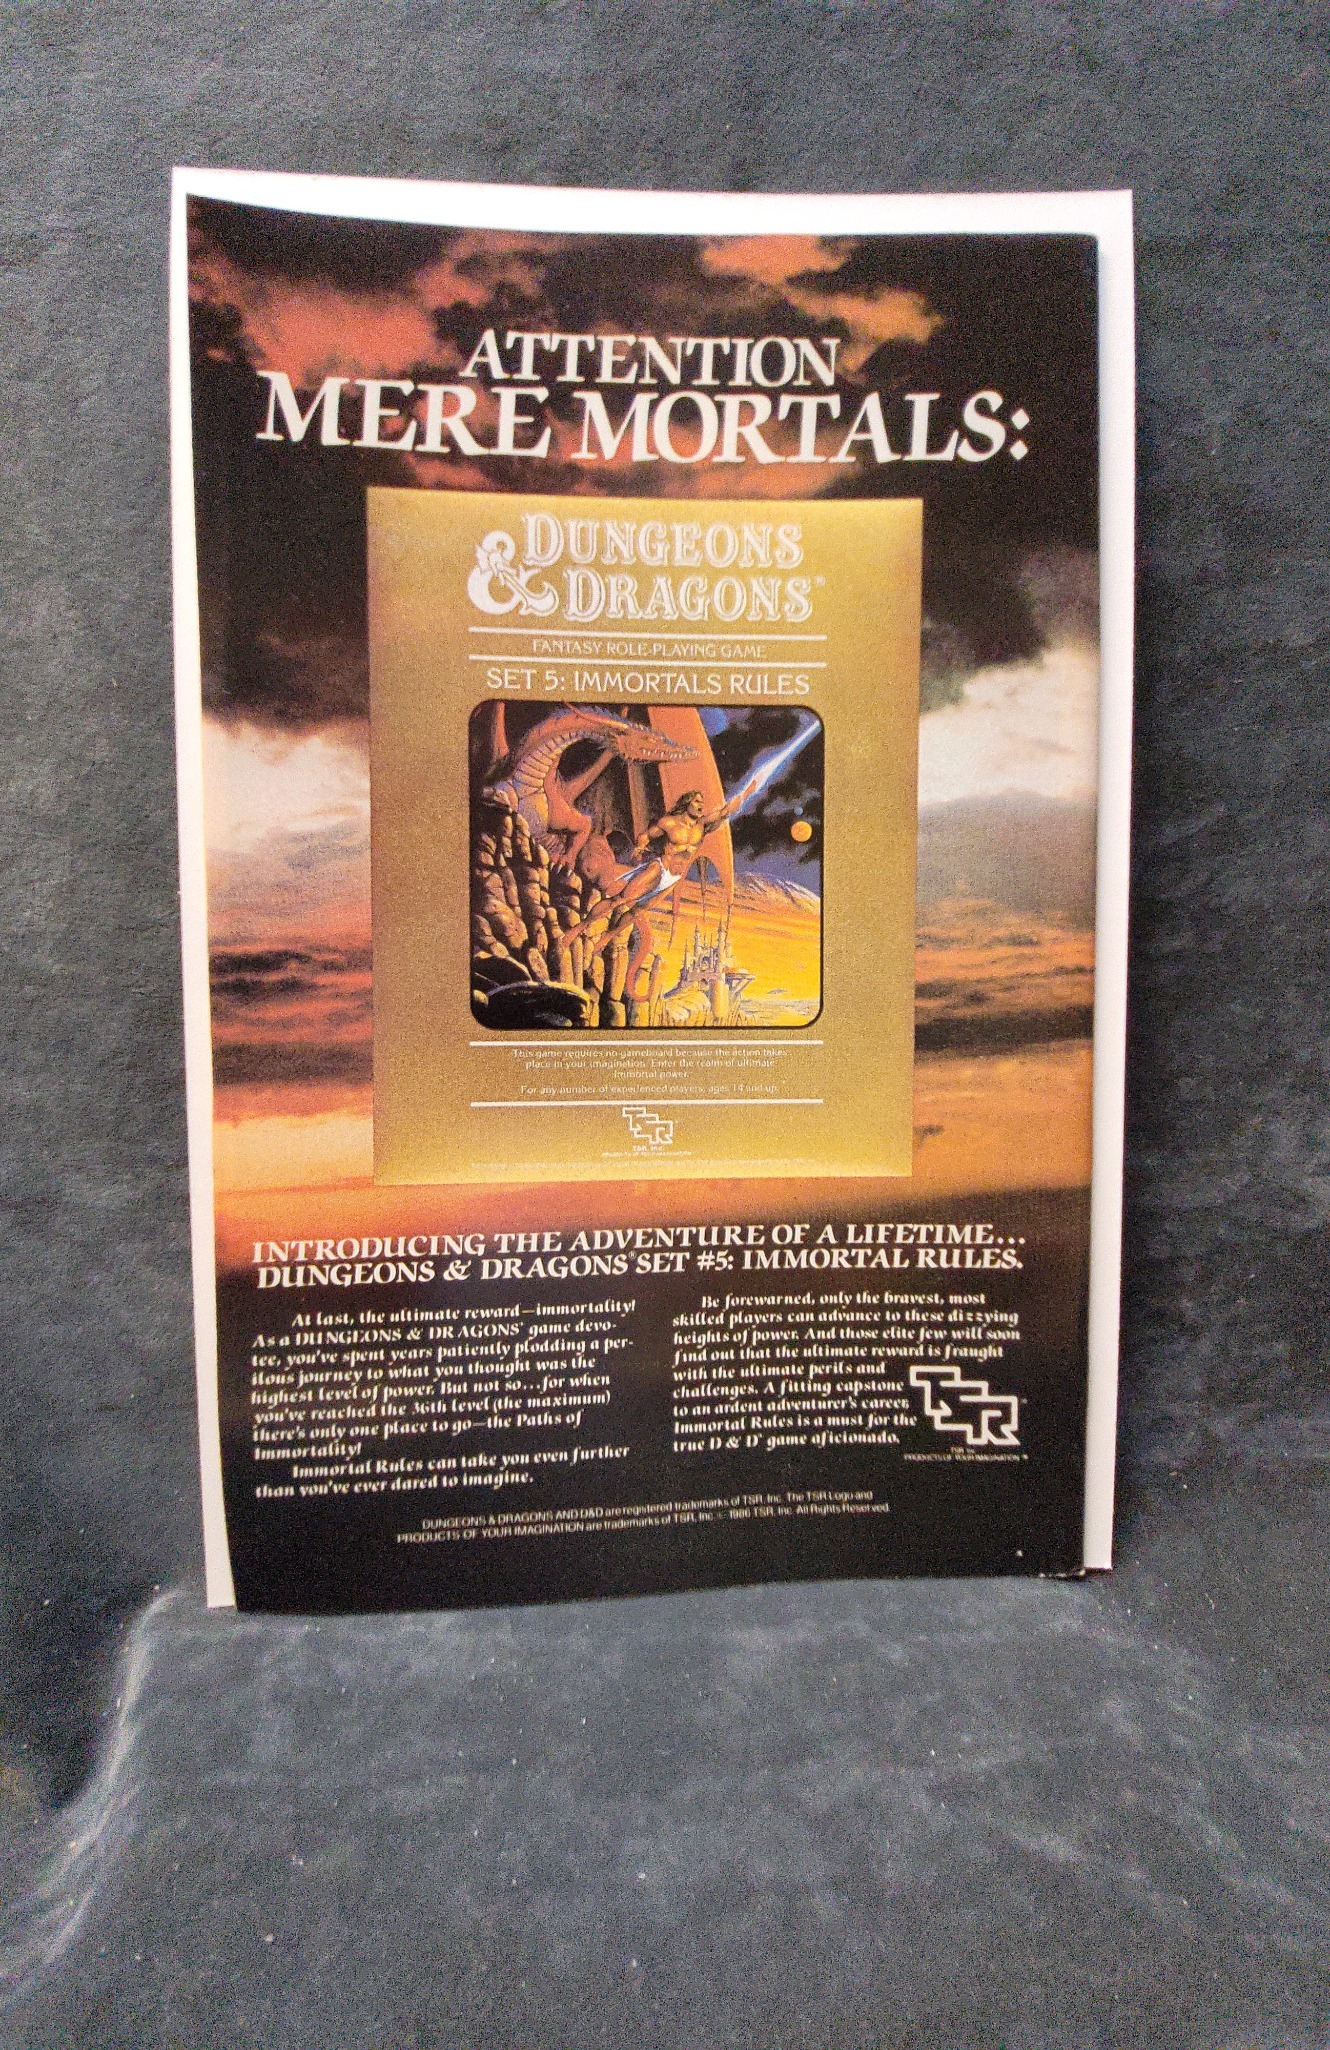 ATTENTION
MERE MORTALS:
DUNGEONS
& DRAGONS®
FANTASY ROLE-PLAYING GAME
SET 5: IMMORTALS RULES
This game requires no gameboard because the action takes
place in your imagination. Enter the realm of ultimate
immortal power.
For any number of experienced players, ages 14 and up.
TSR
TSR, Inc.
INTRODUCING THE ADVENTURE OF A LIFETIME...
DUNGEONS & DRAGONS® SET #5: IMMORTAL RULES.
At last, the ultimate reward—immortality!
As a DUNGEONS & DRAGONS® game devo-
tee, you've spent years patiently plodding a per-
ilous journey to what you thought was the
highest level of power. But not so...for when
you've reached the 36th level (the maximum)
there's only one place to go—the Paths of
Immortality!
Immortal Rules can take you even further
than you've ever dared to imagine.
Be forewarned, only the bravest, most
skilled players can advance to these dizzying
heights of power. And those elite few will soon
find out that the ultimate reward is fraught
with the ultimate perils and
challenges. A fitting capstone
to an ardent adventurer's career,
Immortal Rules is a must for the
true D & D® game aficionado.
TSR
TSR, Inc.
PRODUCTS OF YOUR IMAGINATION™
DUNGEONS & DRAGONS AND D&D are registered trademarks of TSR, Inc. The TSR Logo and
PRODUCTS OF YOUR IMAGINATION are trademarks of TSR, Inc. © 1986 TSR, Inc. All Rights Reserved.